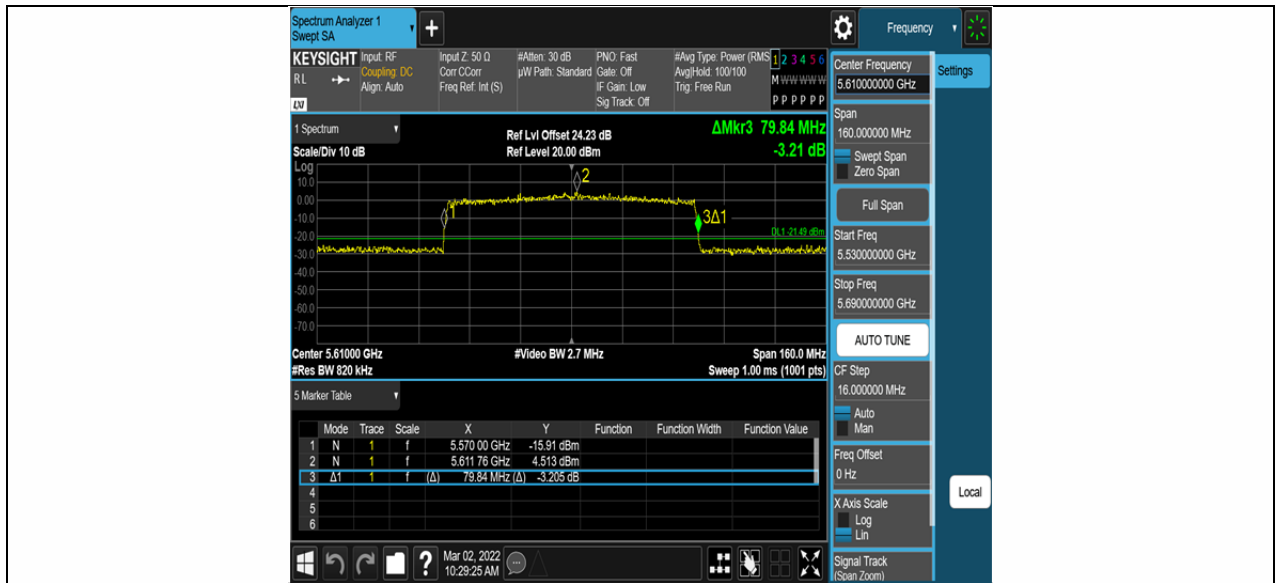 Spectrum Analyzer 1
Swept SA
+
Frequency
KEYSIGHT
RL
LXI
Input: RF
Coupling: DC
Align: Auto
Input Z: 50 Ω
Corr CCorr
Freq Ref: Int (S)
#Atten: 30 dB
µW Path: Standard
PNO: Fast
Gate: Off
IF Gain: Low
Sig Track: Off
#Avg Type: Power (RMS
Avg|Hold: 100/100
Trig: Free Run
1 2 3 4 5 6
M W W W W W
P P P P P P
1 Spectrum
Scale/Div 10 dB
Ref Lvl Offset 24.23 dB
Ref Level 20.00 dBm
ΔMkr3 79.84 MHz
-3.21 dB
Log
10.0
0.00
-10.0
-20.0
-30.0
-40.0
-50.0
-60.0
-70.0
2
1
3Δ1
DL1 -21.49 dBm
Center 5.61000 GHz
#Video BW 2.7 MHz
Span 160.0 MHz
#Res BW 820 kHz
Sweep 1.00 ms (1001 pts)
5 Marker Table
Mode Trace Scale X Y Function Function Width Function Value
1 N 1 f 5.570 00 GHz -15.91 dBm
2 N 1 f 5.611 76 GHz 4.513 dBm
3 Δ1 1 f (Δ) 79.84 MHz (Δ) -3.205 dB
4
5
6
?
Mar 02, 2022
10:29:25 AM
Center Frequency
5.610000000 GHz
Span
160.000000 MHz
Swept Span
Zero Span
Full Span
Start Freq
5.530000000 GHz
Stop Freq
5.690000000 GHz
AUTO TUNE
CF Step
16.000000 MHz
Auto
Man
Freq Offset
0 Hz
X Axis Scale
Log
Lin
Signal Track
(Span Zoom)
Settings
Local